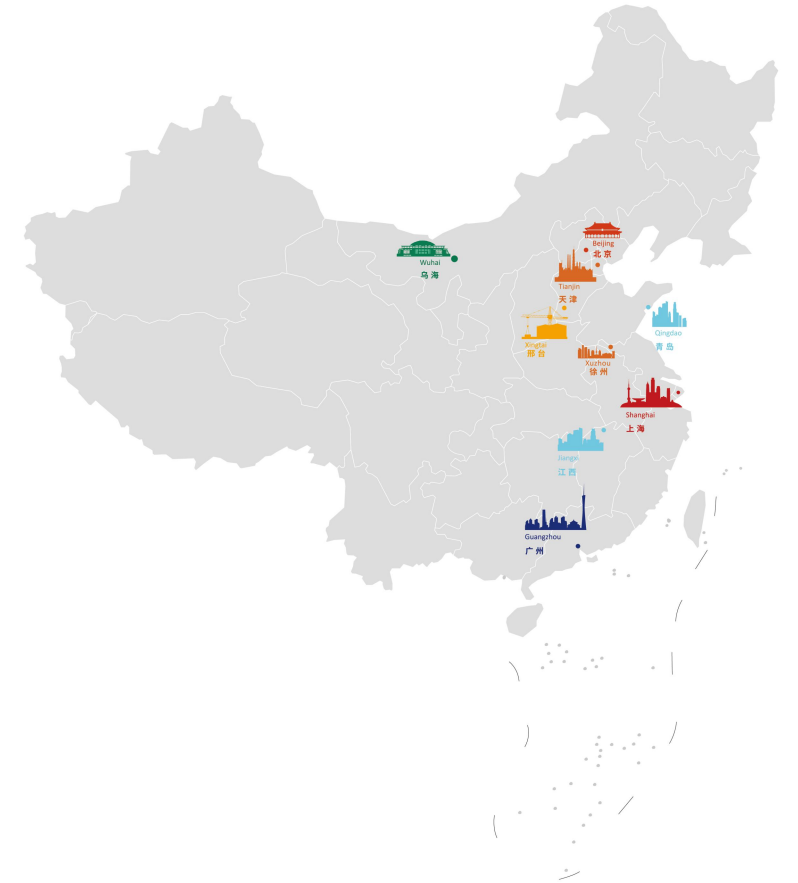 Beijing
北京
Wuhai
乌海
Tianjin
天津
Qingdao
青岛
Xingtai
邢台
Xuzhou
徐州
Shanghai
上海
Jiangxi
江西
Guangzhou
广州